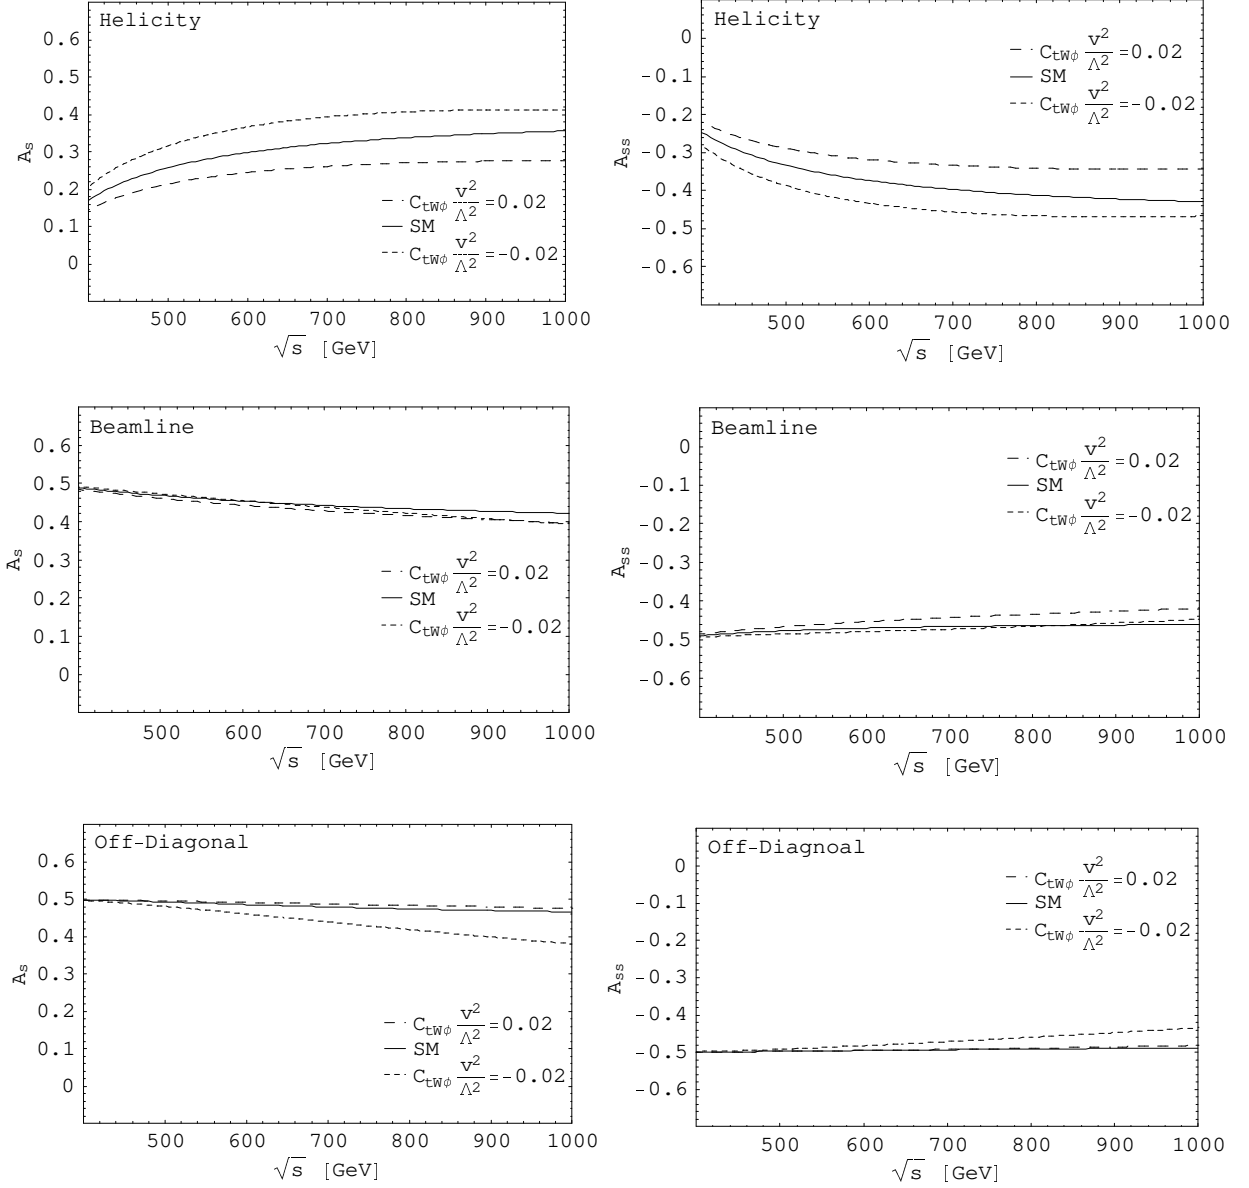 Helicity
0.6
0.5
0.4
0.3
0.2
0.1
0
A_s
C_tWϕ v²/Λ² = 0.02
SM
C_tWϕ v²/Λ² = -0.02
500 600 700 800 900 1000
√s [GeV]
Helicity
0
-0.1
-0.2
-0.3
-0.4
-0.5
-0.6
A_ss
C_tWϕ v²/Λ² = 0.02
SM
C_tWϕ v²/Λ² = -0.02
500 600 700 800 900 1000
√s [GeV]
Beamline
0.6
0.5
0.4
0.3
0.2
0.1
0
A_s
C_tWϕ v²/Λ² = 0.02
SM
C_tWϕ v²/Λ² = -0.02
500 600 700 800 900 1000
√s [GeV]
Beamline
0
-0.1
-0.2
-0.3
-0.4
-0.5
-0.6
A_ss
C_tWϕ v²/Λ² = 0.02
SM
C_tWϕ v²/Λ² = -0.02
500 600 700 800 900 1000
√s [GeV]
Off-Diagonal
0.6
0.5
0.4
0.3
0.2
0.1
0
A_s
C_tWϕ v²/Λ² = 0.02
SM
C_tWϕ v²/Λ² = -0.02
500 600 700 800 900 1000
√s [GeV]
Off-Diagnoal
0
-0.1
-0.2
-0.3
-0.4
-0.5
-0.6
A_ss
C_tWϕ v²/Λ² = 0.02
SM
C_tWϕ v²/Λ² = -0.02
500 600 700 800 900 1000
√s [GeV]